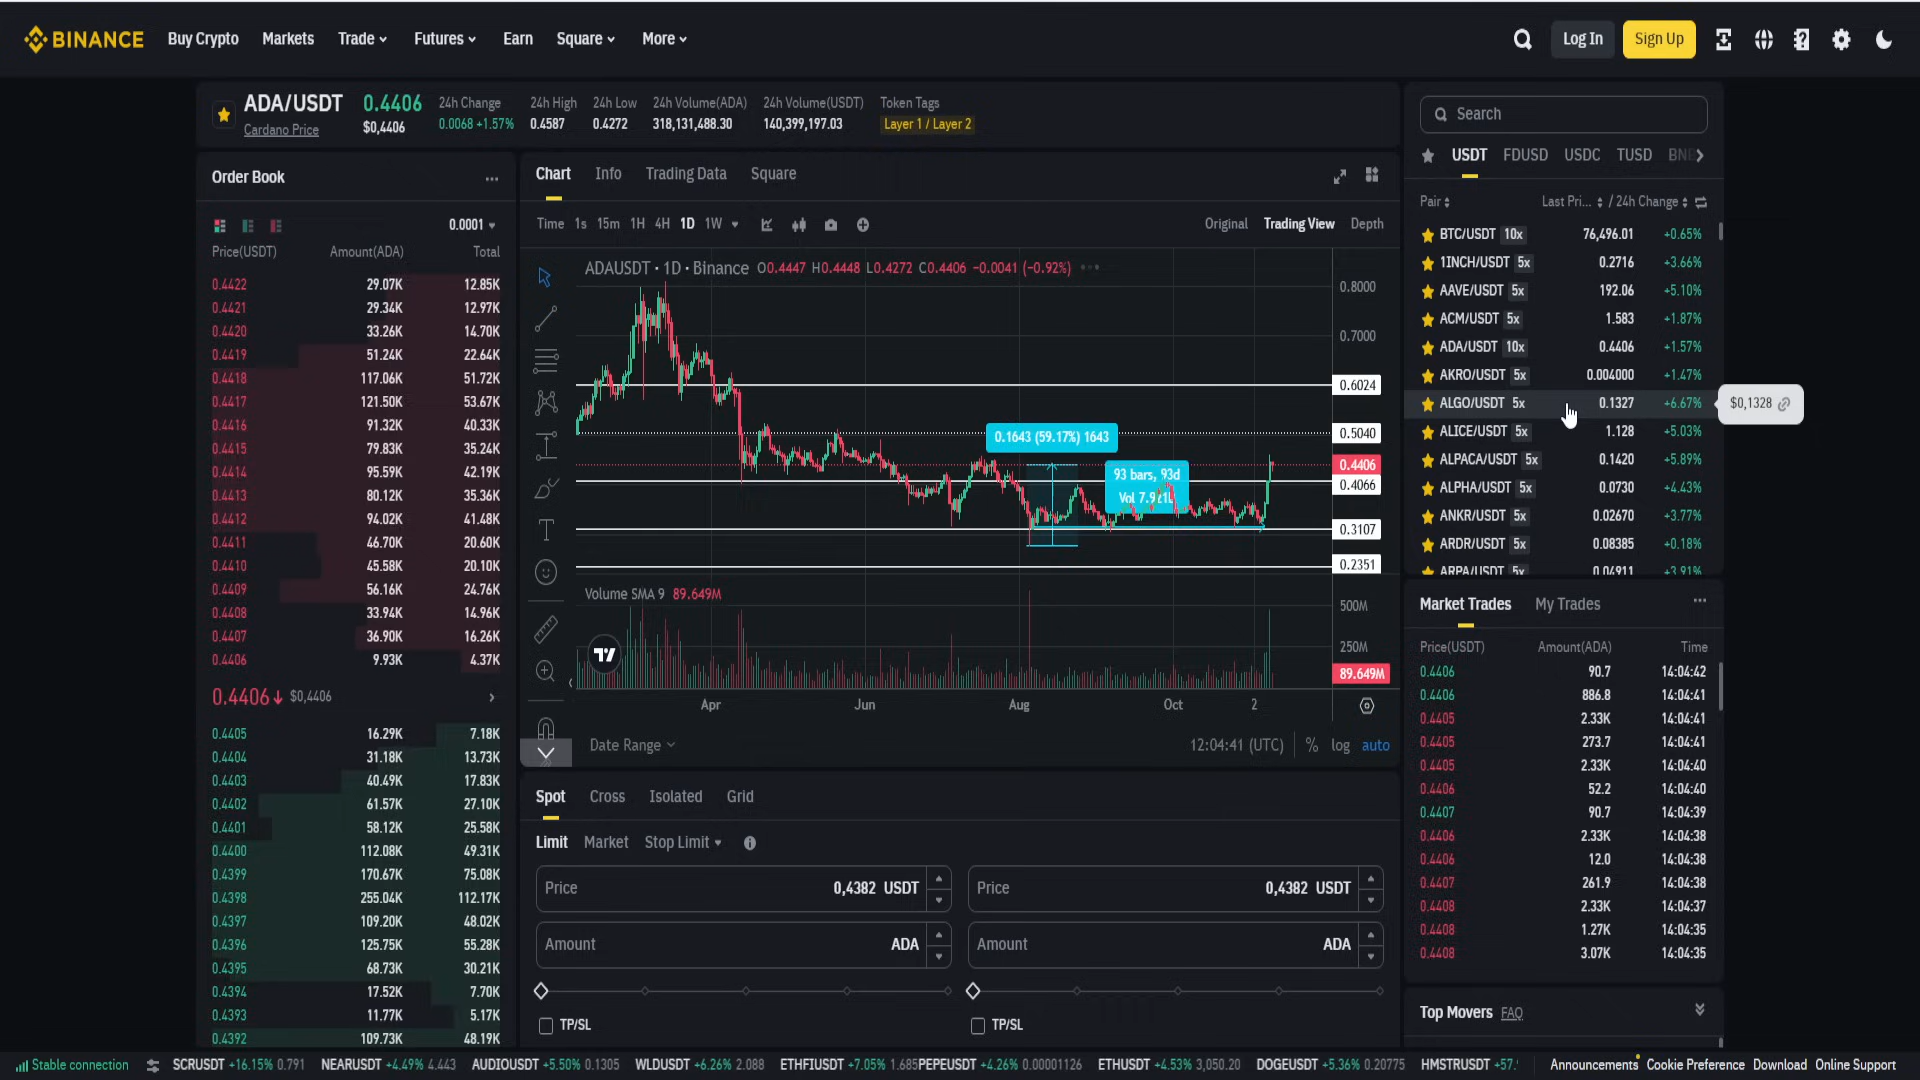 BINANCE Buy Crypto Markets Trade Futures Earn Square More Log In Sign Up
ADA/USDT
Cardano Price
0.4406
$0,4406
24h Change
0.0068 +1.57%
24h High
0.4587
24h Low
0.4272
24h Volume(ADA)
318,131,488.30
24h Volume(USDT)
140,399,197.03
Token Tags
Layer 1 / Layer 2
Order Book
0.0001
Price(USDT) Amount(ADA) Total
0.4422 29.07K 12.85K
0.4421 29.34K 12.97K
0.4420 33.26K 14.70K
0.4419 51.24K 22.64K
0.4418 117.06K 51.72K
0.4417 121.50K 53.67K
0.4416 91.32K 40.33K
0.4415 79.83K 35.24K
0.4414 95.59K 42.19K
0.4413 80.12K 35.36K
0.4412 94.02K 41.48K
0.4411 46.70K 20.60K
0.4410 45.58K 20.10K
0.4409 56.16K 24.76K
0.4408 33.94K 14.96K
0.4407 36.90K 16.26K
0.4406 9.93K 4.37K
0.4406 $0,4406
0.4405 16.29K 7.18K
0.4404 31.18K 13.73K
0.4403 40.49K 17.83K
0.4402 61.57K 27.10K
0.4401 58.12K 25.58K
0.4400 112.08K 49.31K
0.4399 170.67K 75.08K
0.4398 255.04K 112.17K
0.4397 109.20K 48.02K
0.4396 125.75K 55.28K
0.4395 68.73K 30.21K
0.4394 17.52K 7.70K
0.4393 11.77K 5.17K
0.4392 109.73K 48.19K
Chart Info Trading Data Square
Time 1s 15m 1H 4H 1D 1W Original Trading View Depth
ADAUSDT · 1D · Binance O0.4447 H0.4448 L0.4272 C0.4406 −0.0041 (−0.92%)
0.8000
0.7000
0.6024
0.5040
0.1643 (59.17%) 1643
0.4406
93 bars, 93d
0.4066
0.3107
0.2351
Volume SMA 9 89.649M
500M
250M
89.649M
Apr Jun Aug Oct 2
Date Range 12:04:41 (UTC) % log auto
Spot Cross Isolated Grid
Limit Market Stop Limit
Price 0,4382 USDT Price 0,4382 USDT
Amount ADA Amount ADA
TP/SL TP/SL
Search
USDT FDUSD USDC TUSD
Pair Last Pri... / 24h Change
BTC/USDT 10x 76,496.01 +0.65%
1INCH/USDT 5x 0.2716 +3.66%
AAVE/USDT 5x 192.06 +5.10%
ACM/USDT 5x 1.583 +1.87%
ADA/USDT 10x 0.4406 +1.57%
AKRO/USDT 5x 0.004000 +1.47%
ALGO/USDT 5x 0.1327 +6.67% $0,1328
ALICE/USDT 5x 1.128 +5.03%
ALPACA/USDT 5x 0.1420 +5.89%
ALPHA/USDT 5x 0.0730 +4.43%
ANKR/USDT 5x 0.02670 +3.77%
ARDR/USDT 5x 0.08385 +0.18%
ARPA/USDT 5x 0.04911 +3.91%
Market Trades My Trades
Price(USDT) Amount(ADA) Time
0.4406 90.7 14:04:42
0.4406 886.8 14:04:41
0.4405 2.33K 14:04:41
0.4405 273.7 14:04:41
0.4405 2.33K 14:04:40
0.4406 52.2 14:04:40
0.4407 90.7 14:04:39
0.4406 2.33K 14:04:38
0.4406 12.0 14:04:38
0.4407 261.9 14:04:38
0.4408 2.33K 14:04:37
0.4408 1.27K 14:04:35
0.4408 3.07K 14:04:35
Top Movers FAQ
Stable connection SCRUSDT +16.15% 0.791 NEARUSDT +4.49% 4.443 AUDIOUSDT +5.50% 0.1305 WLDUSDT +6.26% 2.088 ETHFIUSDT +7.05% 1.685 PEPEUSDT +4.26% 0.00001126 ETHUSDT +4.53% 3,050.20 DOGEUSDT +5.36% 0.20775 HMSTRUSDT +57. Announcements Cookie Preference Download Online Support